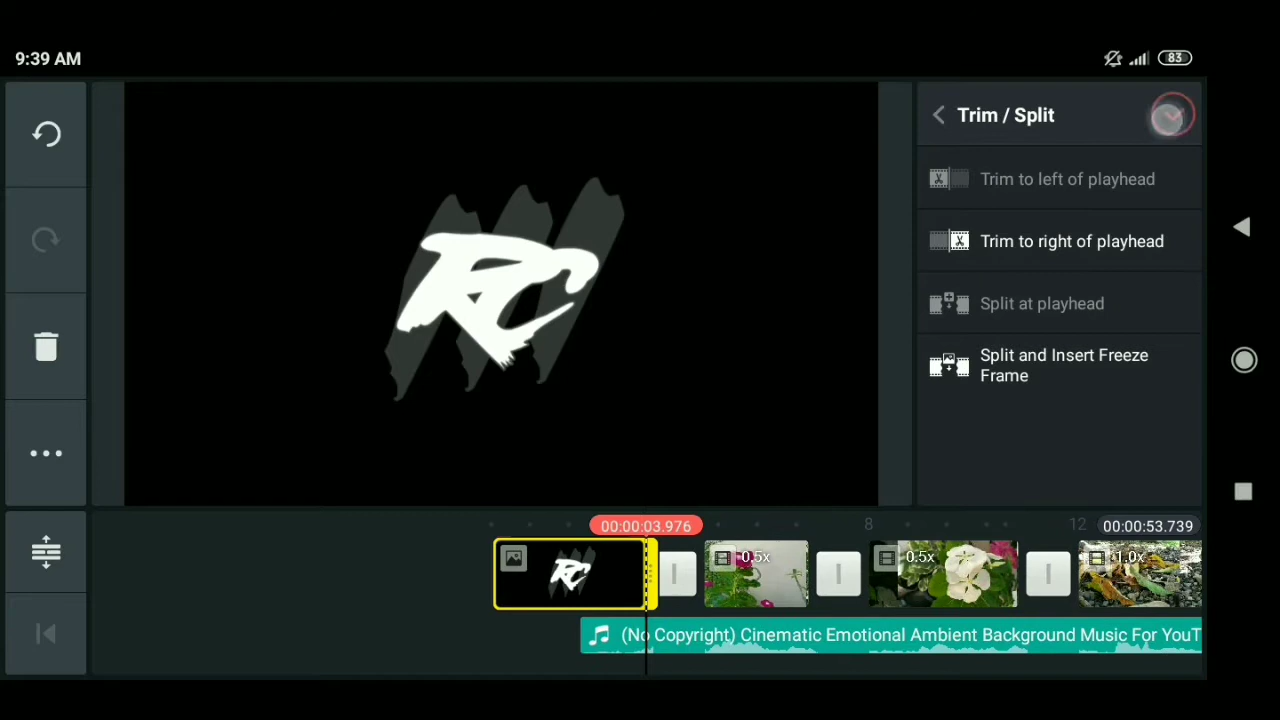 9:39 AM
83
Trim / Split
Trim to left of playhead
Trim to right of playhead
Split at playhead
Split and Insert Freeze
Frame
RC
00:00:03.976
8
12
00:00:53.739
RC
0.5x
0.5x
1.0x
(No Copyright) Cinematic Emotional Ambient Background Music For YouT